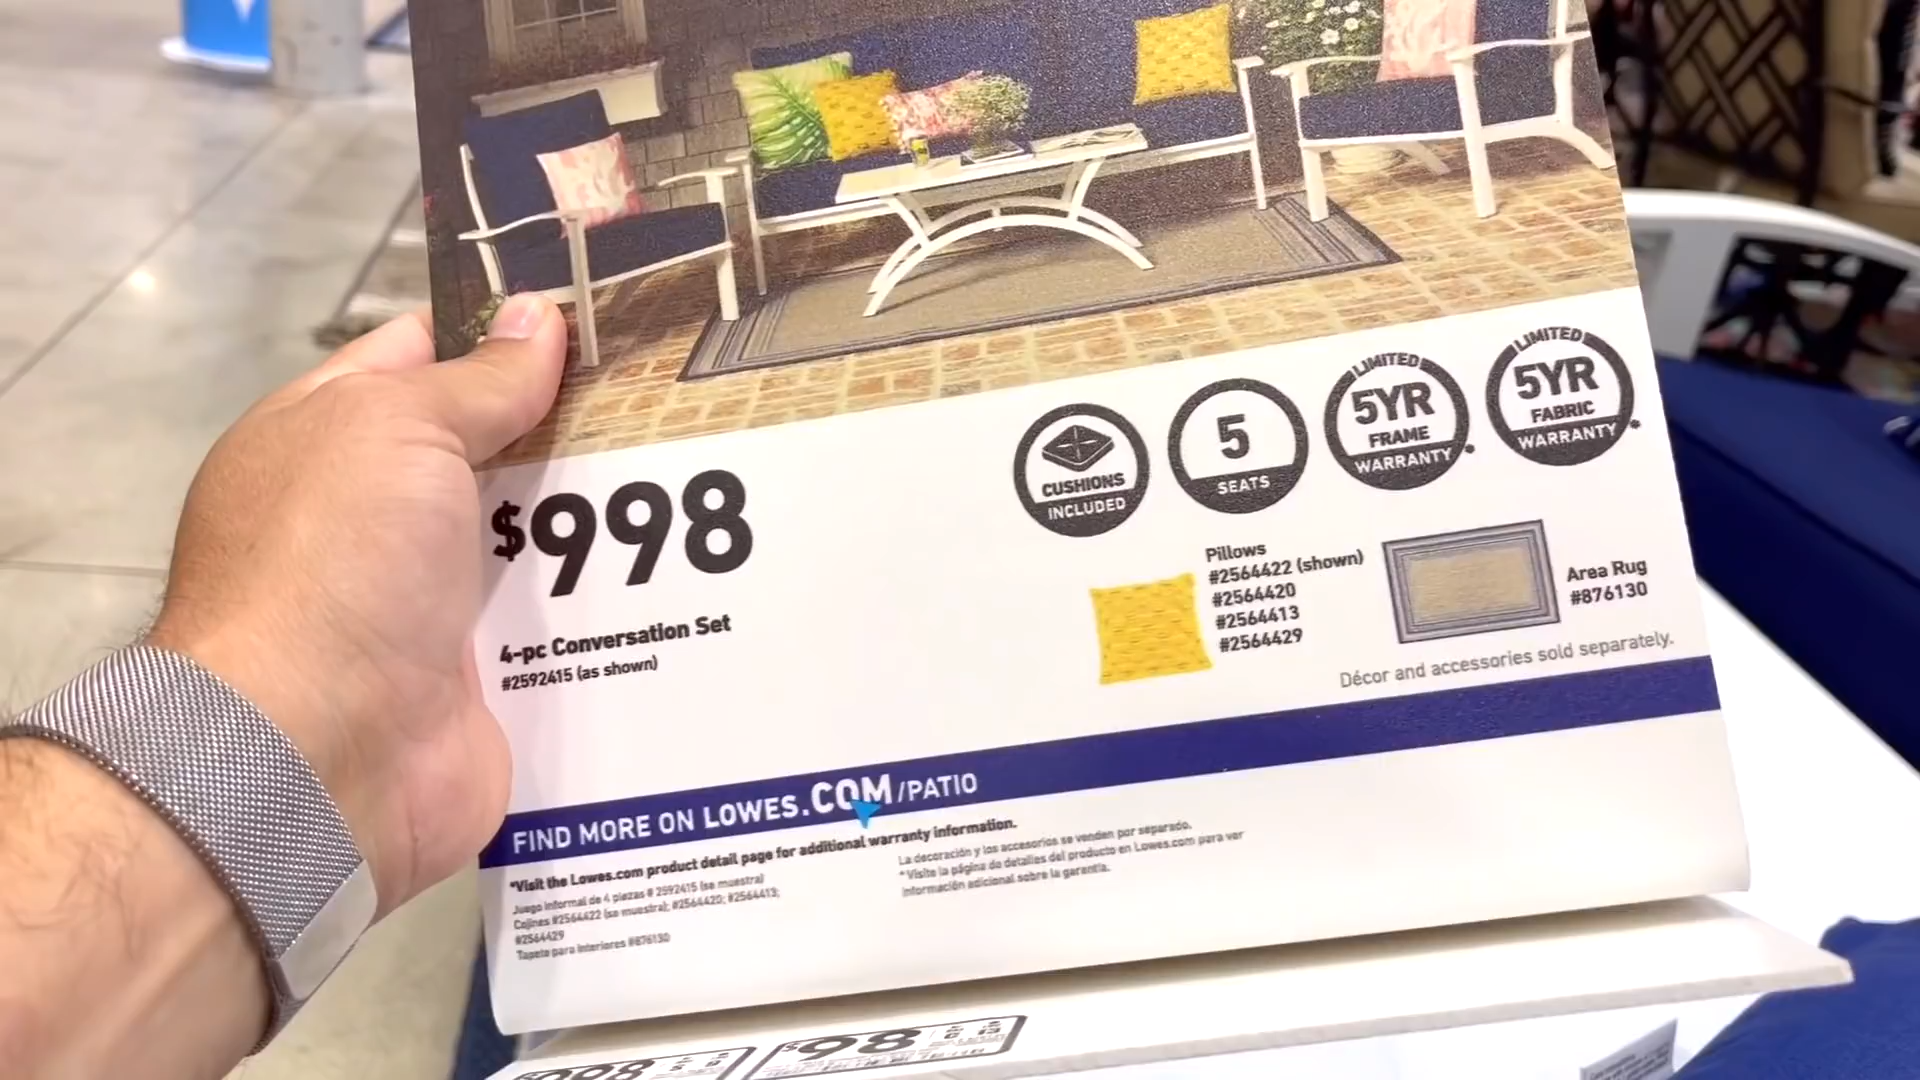 $998
4-pc Conversation Set
#2592415 (as shown)
CUSHIONS
INCLUDED
5
SEATS
LIMITED
5YR
FRAME
WARRANTY*
LIMITED
5YR
FABRIC
WARRANTY*
Pillows
#2564422 (shown)
#2564420
#2564413
#2564429
Area Rug
#876130
Décor and accessories sold separately.
FIND MORE ON LOWES.COM/PATIO
*Visit the Lowes.com product detail page for additional warranty information.
Juego informal de 4 piezas # 2592415 (se muestra)
Cojines #2564422 (se muestra); #2564420; #2564413;
#2564429
Tapete para interiores #876130
La decoración y los accesorios se venden por separado.
*Visite la página de detalles del producto en Lowes.com para ver
información adicional sobre la garantía.
$98